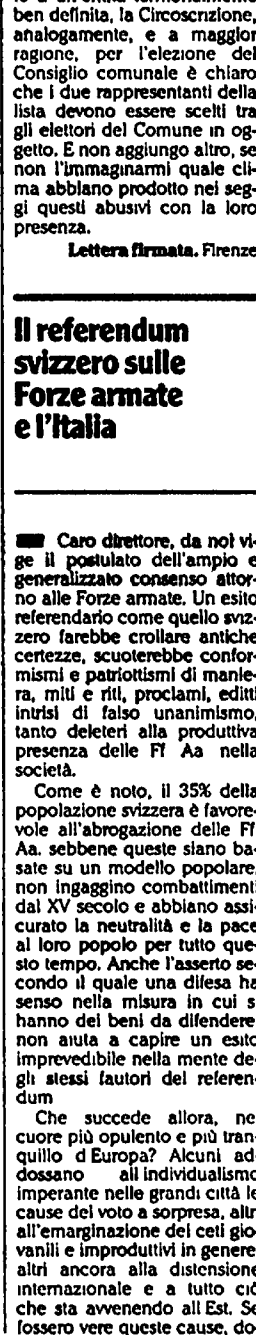 ben definita, la Circoscrizione,
analogamente, e a maggior
ragione, per l'elezione del
Consiglio comunale è chiaro
che i due rappresentanti della
lista devono essere scelti tra
gli elettori del Comune in og-
getto. E non aggiungo altro, se
non l'immaginarmi quale cli-
ma abbiano prodotto nei seg-
gi questi abusivi con la loro
presenza.
Lettera firmata. Firenze
Il referendum
svizzero sulle
Forze armate
e l'Italia
Caro direttore, da noi vi-
ge il postulato dell'ampio e
generalizzato consenso attor-
no alle Forze armate. Un esito
referendario come quello sviz-
zero farebbe crollare antiche
certezze, scuoterebbe confor-
mismi e patriottismi di manie-
ra, miti e riti, proclami, editti
intrisi di falso unanimismo,
tanto deleteri alla produttiva
presenza delle Ff Aa nella
società.
Come è noto, il 35% della
popolazione svizzera è favore-
vole all'abrogazione delle Ff
Aa. sebbene queste siano ba-
sate su un modello popolare,
non ingaggino combattimenti
dal XV secolo e abbiano assi-
curato la neutralità e la pace
al loro popolo per tutto que-
sto tempo. Anche l'asserto se-
condo il quale una difesa ha
senso nella misura in cui s
hanno dei beni da difendere
non aiuta a capire un esito
imprevedibile nella mente de-
gli stessi fautori del referen-
dum
Che succede allora, ne
cuore più opulento e più tran-
quillo d Europa? Alcuni ad-
dossano all individualismo
imperante nelle grandi città le
cause del voto a sorpresa, altr
all'emarginazione dei ceti gio-
vanili e improduttivi in genere
altri ancora alla distensione
internazionale e a tutto ciò
che sta avvenendo all Est. Se
fossero vere queste cause, do-